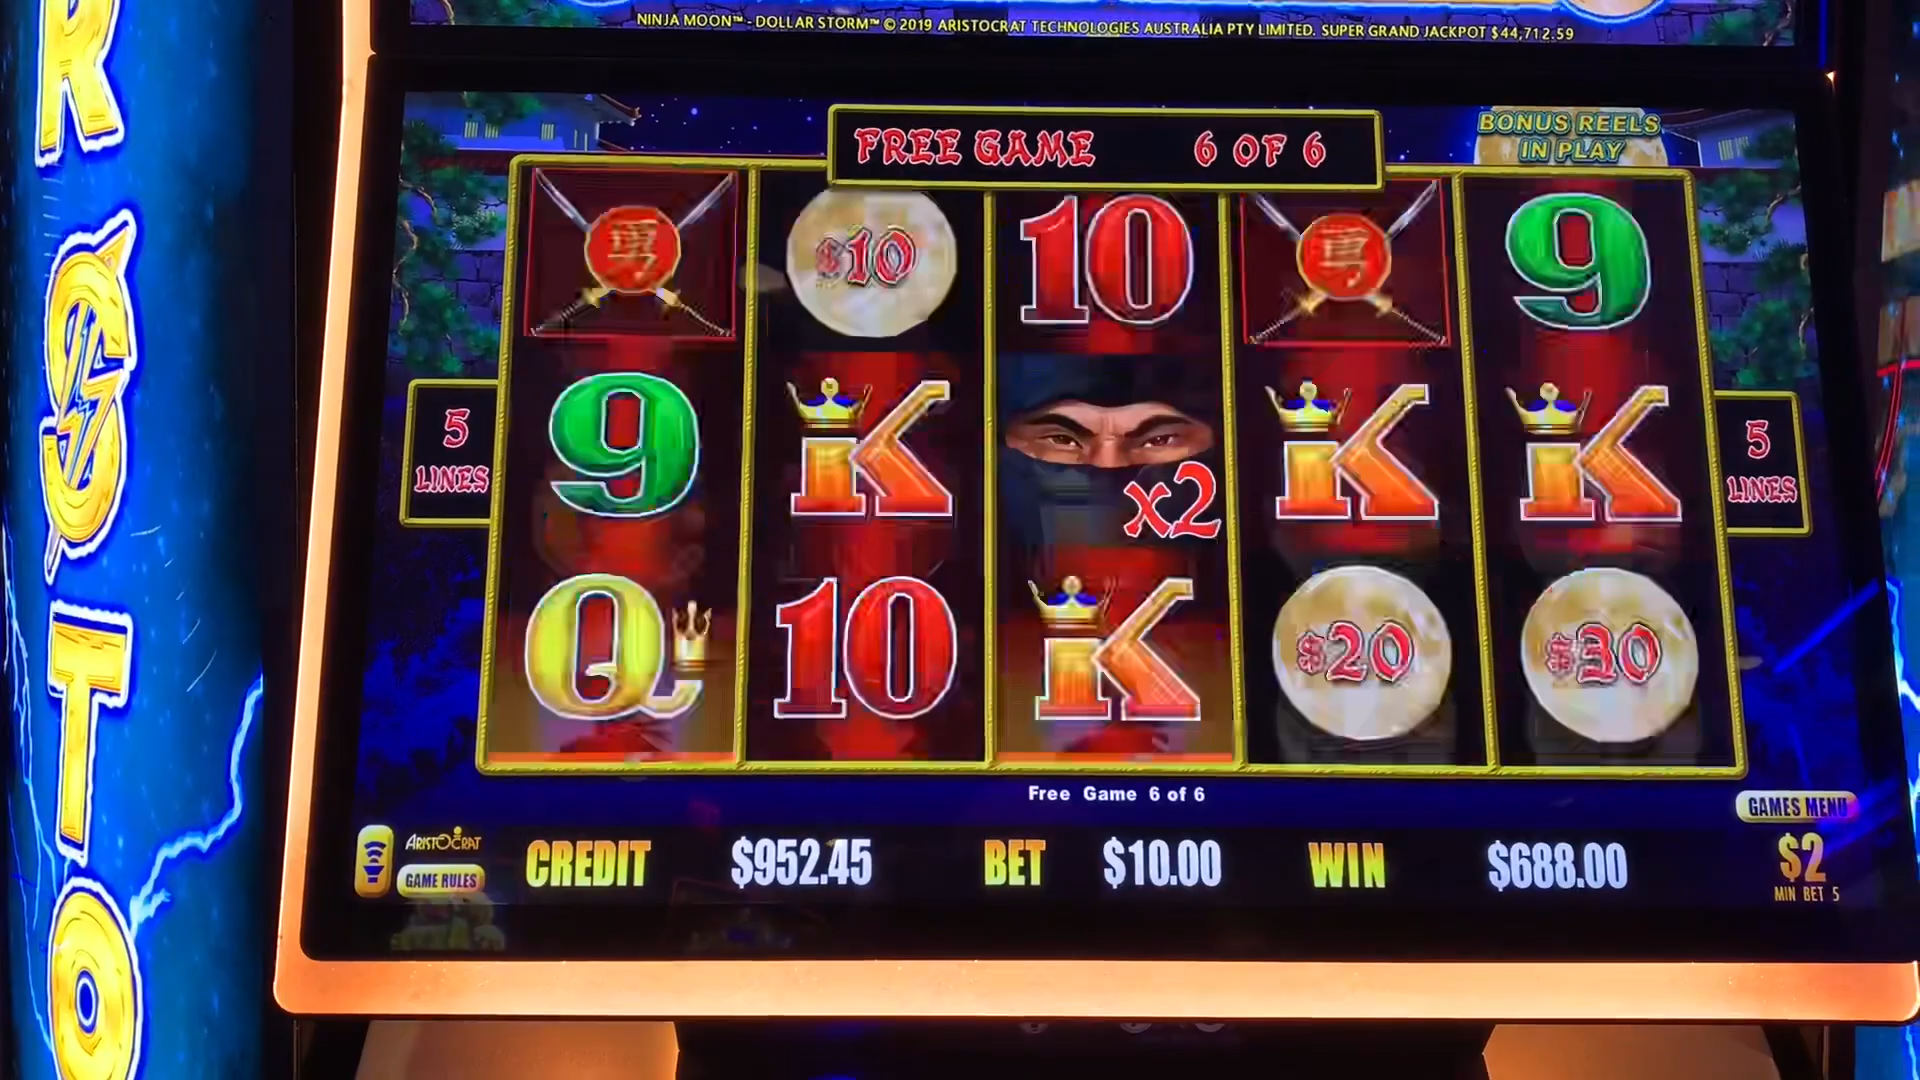 NINJA MOON™ - DOLLAR STORM™ © 2019 ARISTOCRAT TECHNOLOGIES AUSTRALIA PTY LIMITED. SUPER GRAND JACKPOT $44,712.59
FREE GAME 6 OF 6
BONUS REELS
IN PLAY
勇 $10 10 勇 9
9 K x2 K K
Q 10 K $20 $30
5
LINES
5
LINES
Free Game 6 of 6
GAMES MENU
ARISTOCRAT
GAME RULES
CREDIT $952.45 BET $10.00 WIN $688.00
$2
MIN BET 5
R
S
T
O